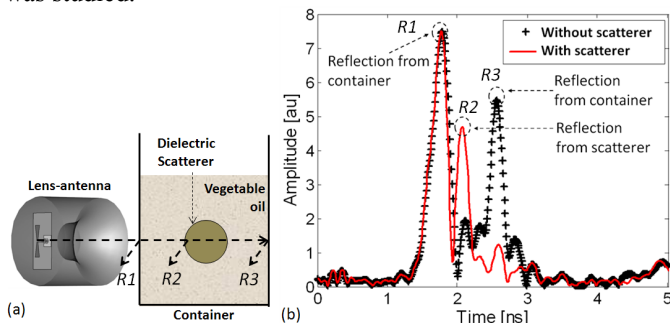 was studied.
Dielectric
Scatterer
Vegetable
oil
Lens-antenna
R1
R2
R3
(a)
Container
(b)
8
7
6
5
4
3
2
1
0
Amplitude [au]
R1
Reflection from
container
R2
R3
Without scatterer
With scatterer
Reflection
from container
Reflection
from scatterer
0
1
2
3
4
5
Time [ns]